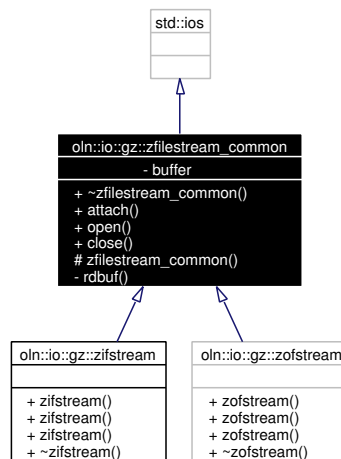 std::ios
oln::io::gz::zfilestream_common
- buffer
+ ~zfilestream_common()
+ attach()
+ open()
+ close()
# zfilestream_common()
- rdbuf()
oln::io::gz::zifstream
+ zifstream()
+ zifstream()
+ zifstream()
+ ~zifstream()
oln::io::gz::zofstream
+ zofstream()
+ zofstream()
+ zofstream()
+ ~zofstream()